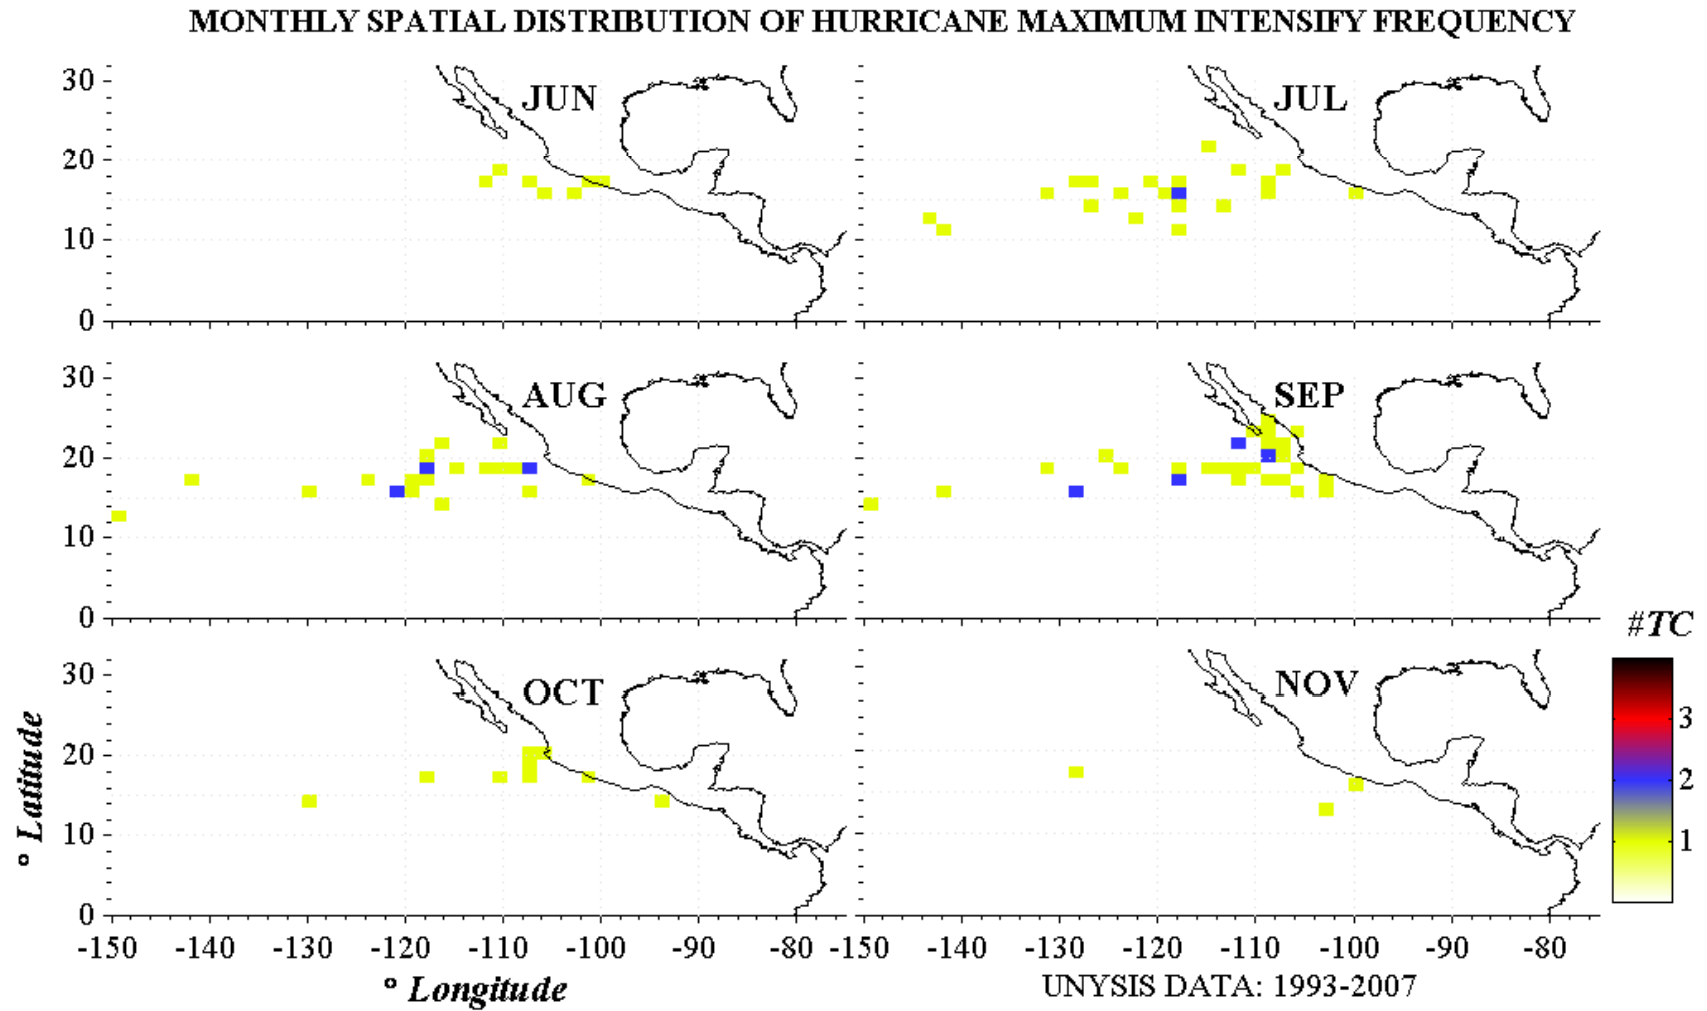 MONTHLY SPATIAL DISTRIBUTION OF HURRICANE MAXIMUM INTENSIFY FREQUENCY
JUN
30
20
10
0
-150 -140 -130 -120 -110 -100 -90 -80
JUL
-150 -140 -130 -120 -110 -100 -90 -80
AUG
30
20
10
0
SEP
OCT
30
20
10
0
NOV
#TC
3
2
1
° Latitude
° Longitude
UNYSIS DATA: 1993-2007